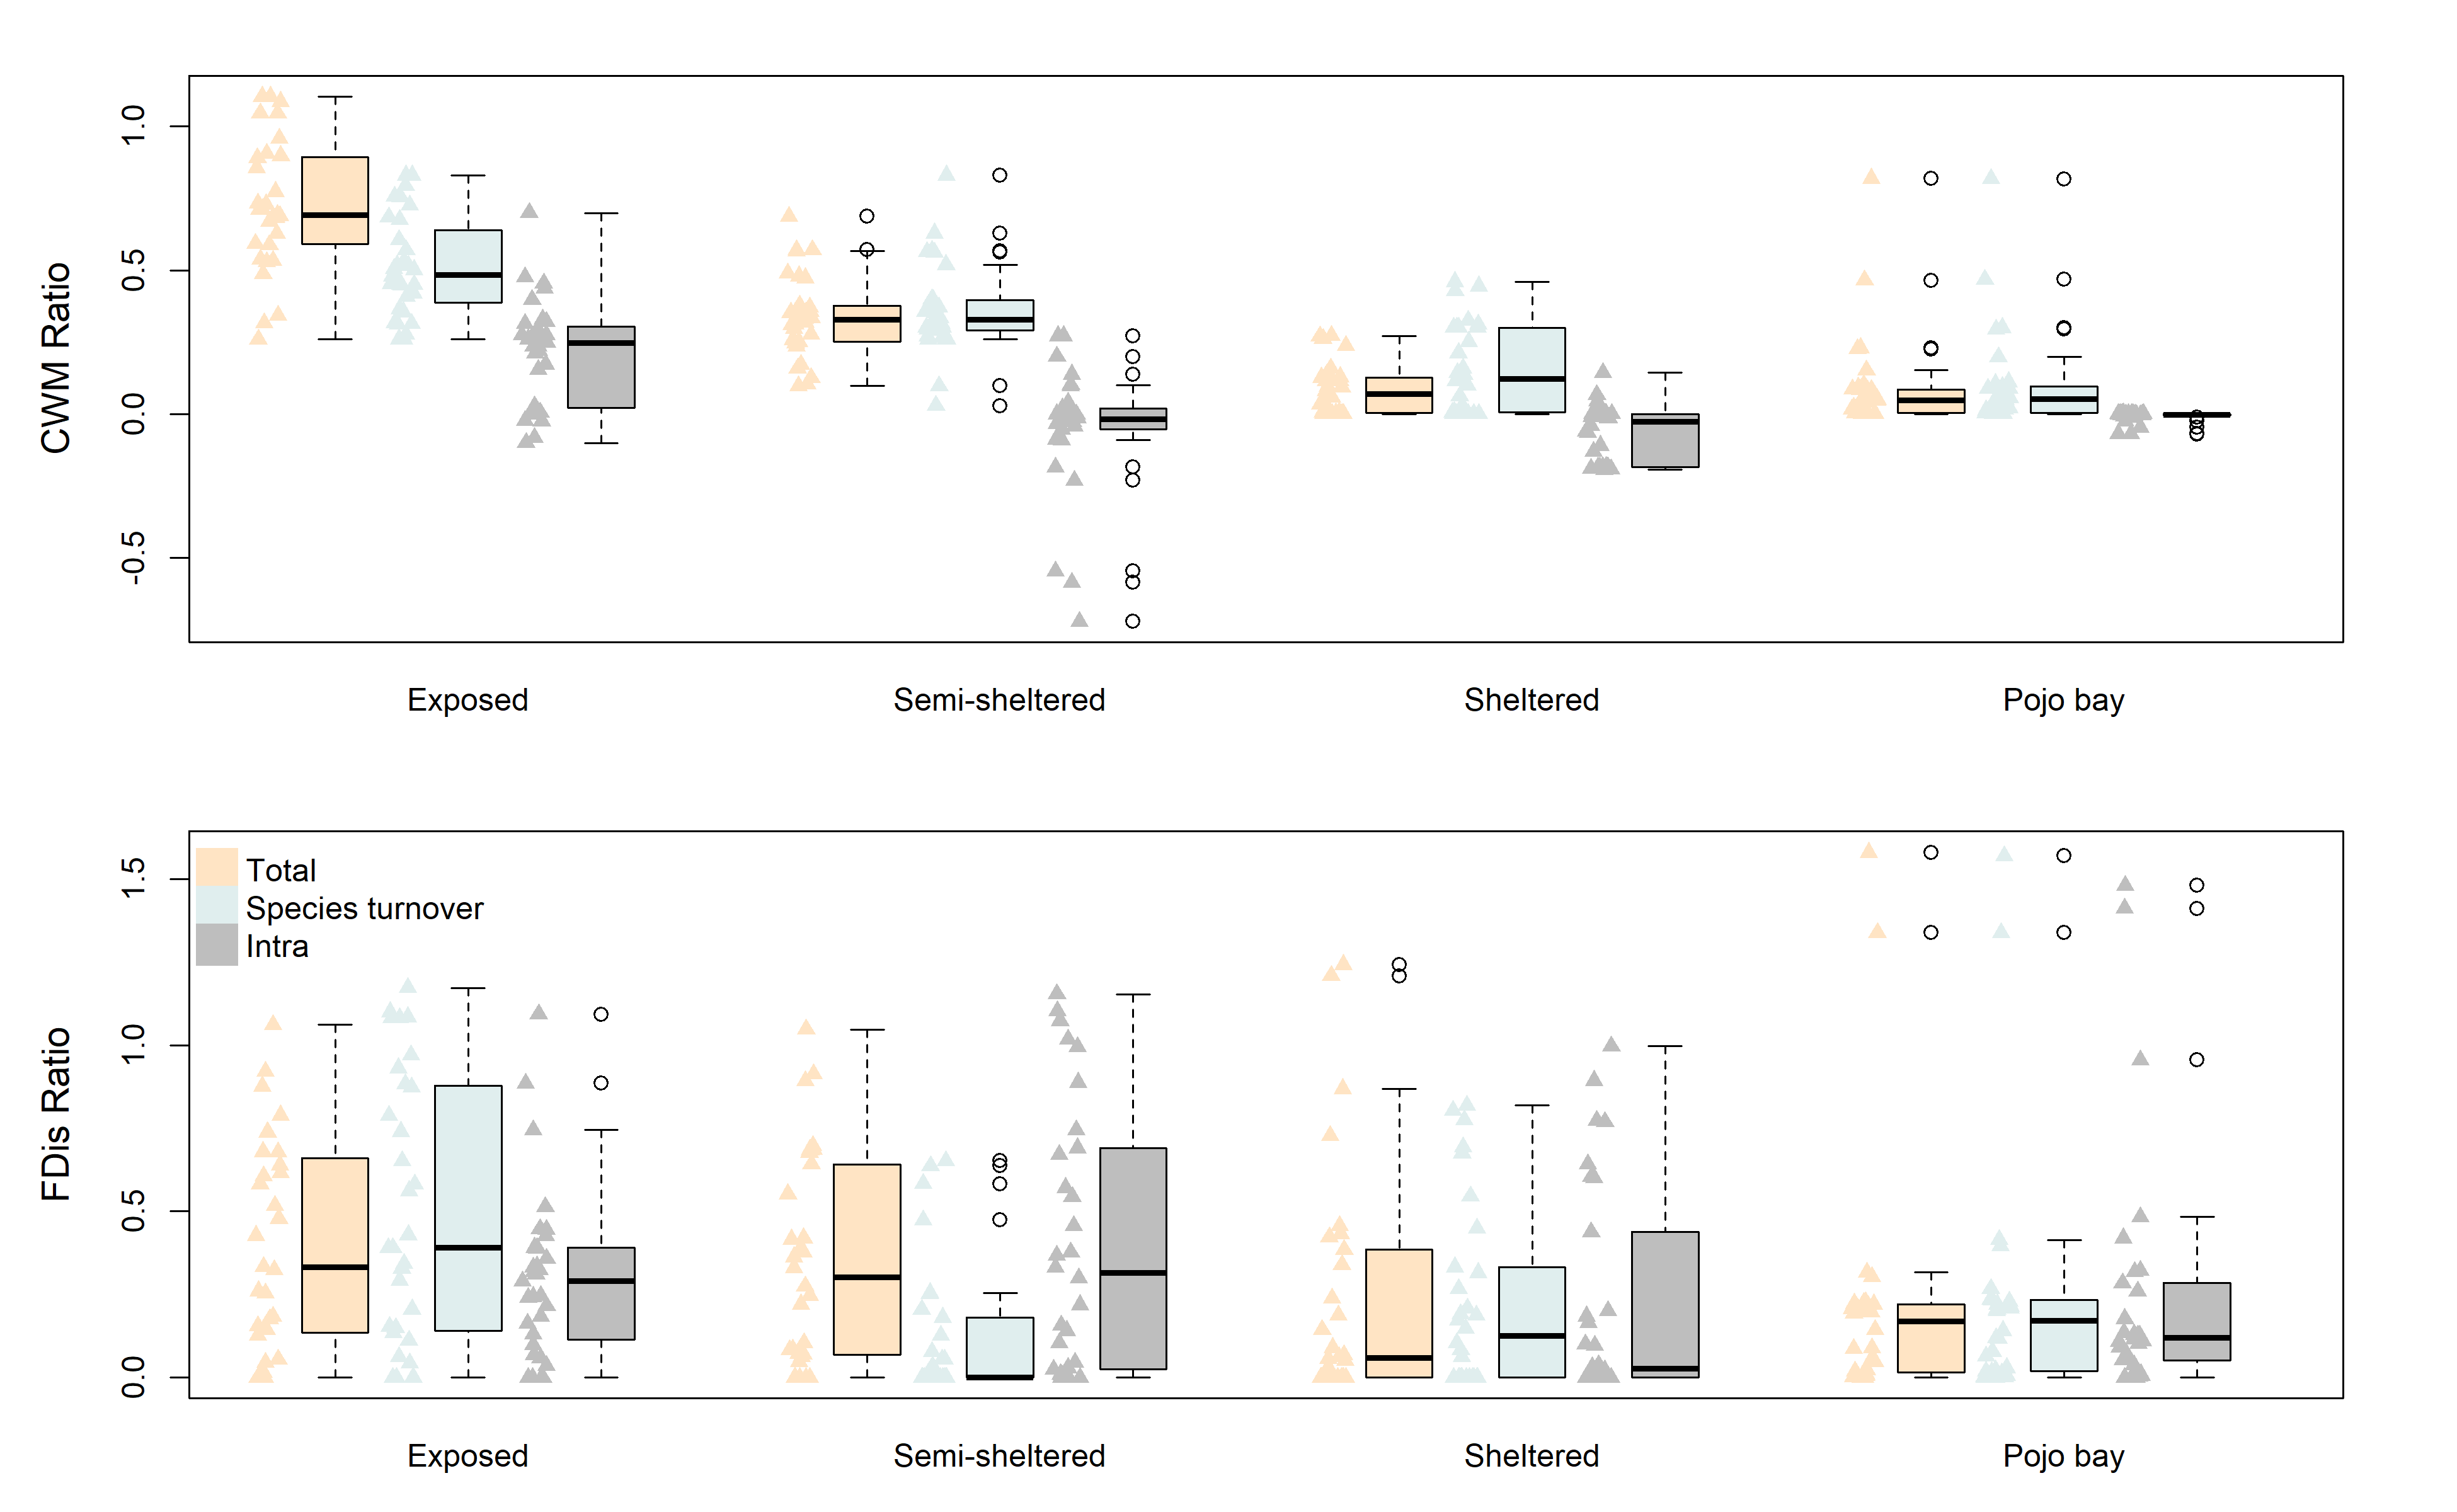 CWM Ratio
1.0
0.5
0.0
-0.5
Exposed
Semi-sheltered
Sheltered
Pojo bay
FDis Ratio
1.5
1.0
0.5
0.0
Total
Species turnover
Intra
Exposed
Semi-sheltered
Sheltered
Pojo bay